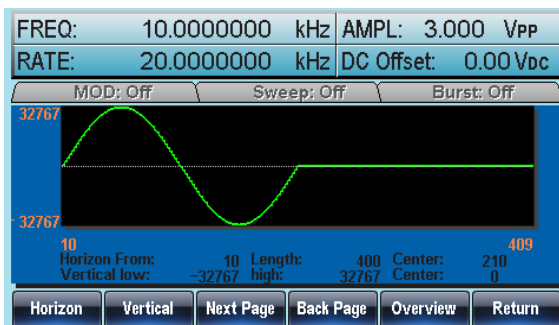 FREQ: 10.0000000 kHz AMPL: 3.000 VPP
RATE: 20.0000000 kHz DC Offset: 0.00 VDC
MOD: Off Sweep: Off Burst: Off
32767
- 32767
10 409
Horizon From: 10 Length: 400 Center: 210
Vertical low: -32767 high: 32767 Center: 0
Horizon Vertical Next Page Back Page Overview Return